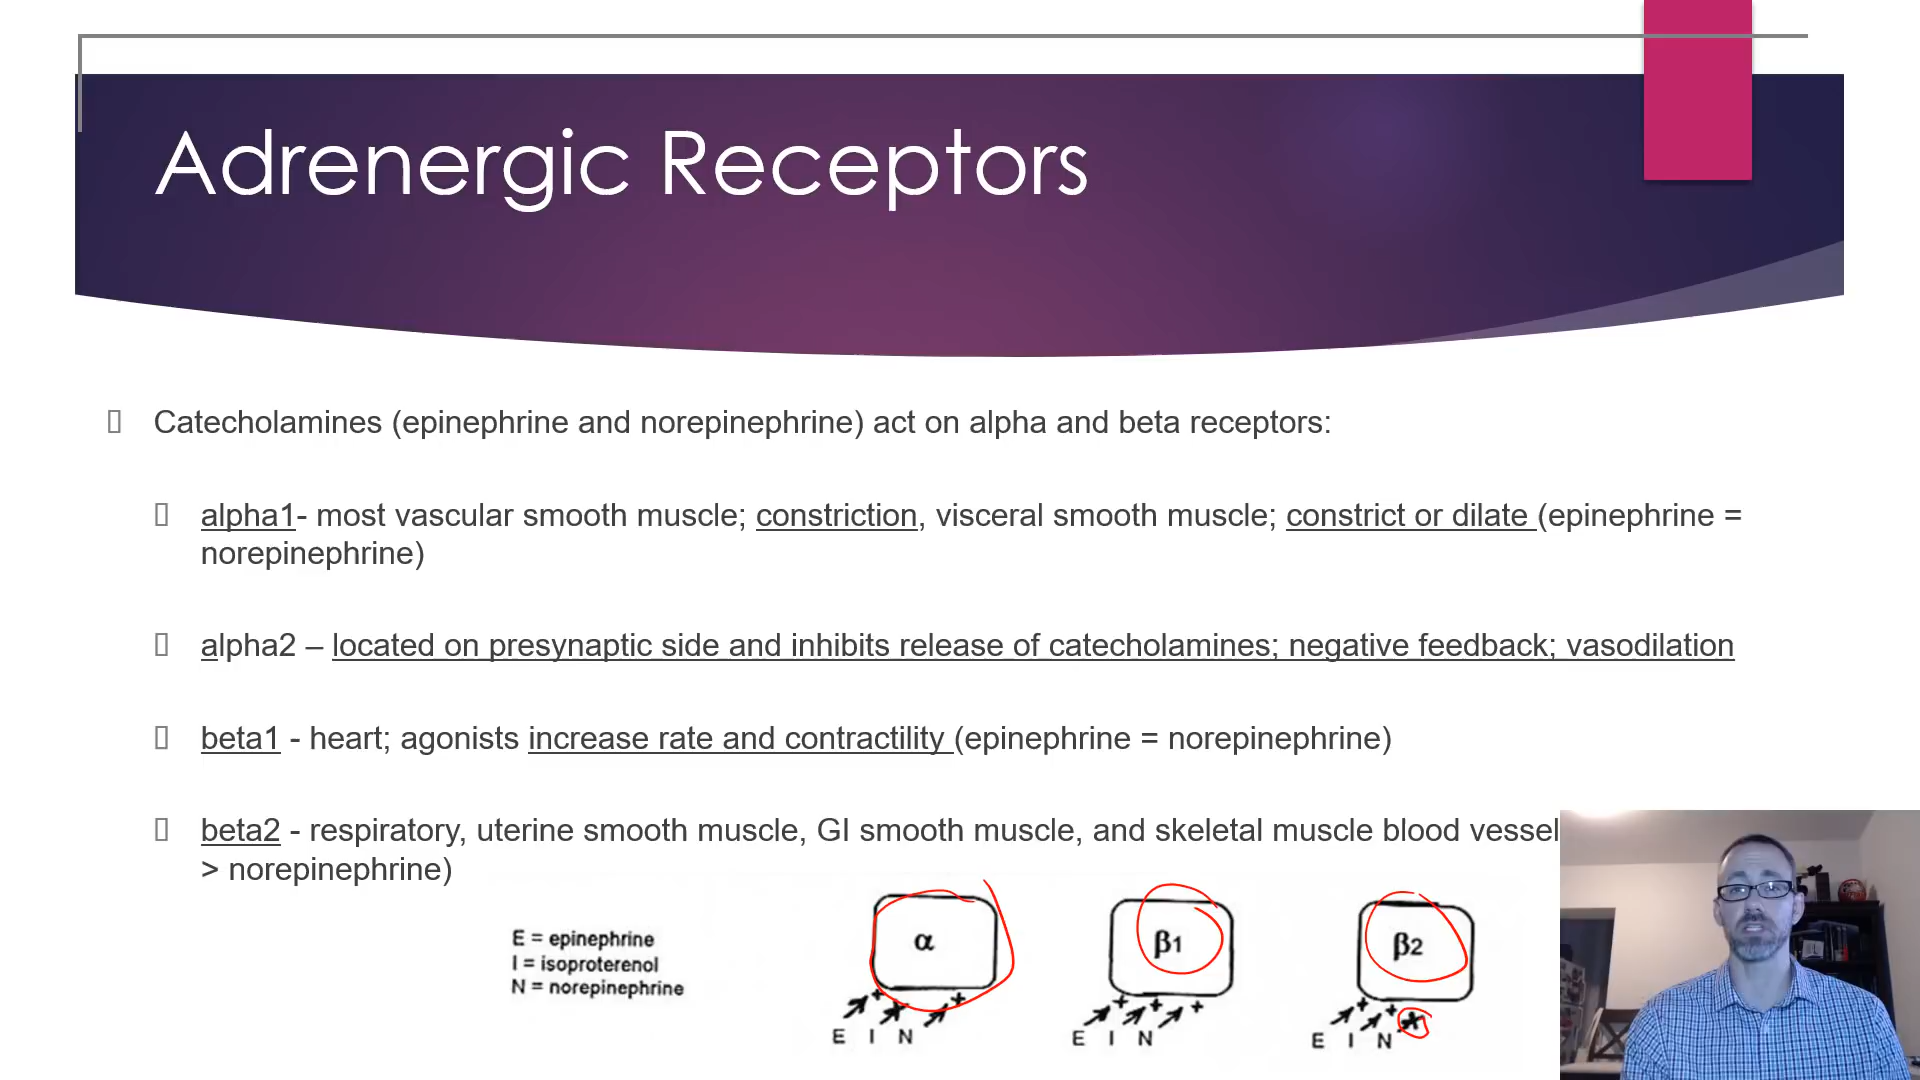 Adrenergic Receptors
Catecholamines (epinephrine and norepinephrine) act on alpha and beta receptors:
alpha1- most vascular smooth muscle; constriction, visceral smooth muscle; constrict or dilate (epinephrine =
norepinephrine)
alpha2 – located on presynaptic side and inhibits release of catecholamines; negative feedback; vasodilation
beta1 - heart; agonists increase rate and contractility (epinephrine = norepinephrine)
beta2 - respiratory, uterine smooth muscle, GI smooth muscle, and skeletal muscle blood vessel
> norepinephrine)
E = epinephrine
I = isoproterenol
N = norepinephrine
α
+ +
E I N
β1
+ + +
E I N
β2
+ +
E I N